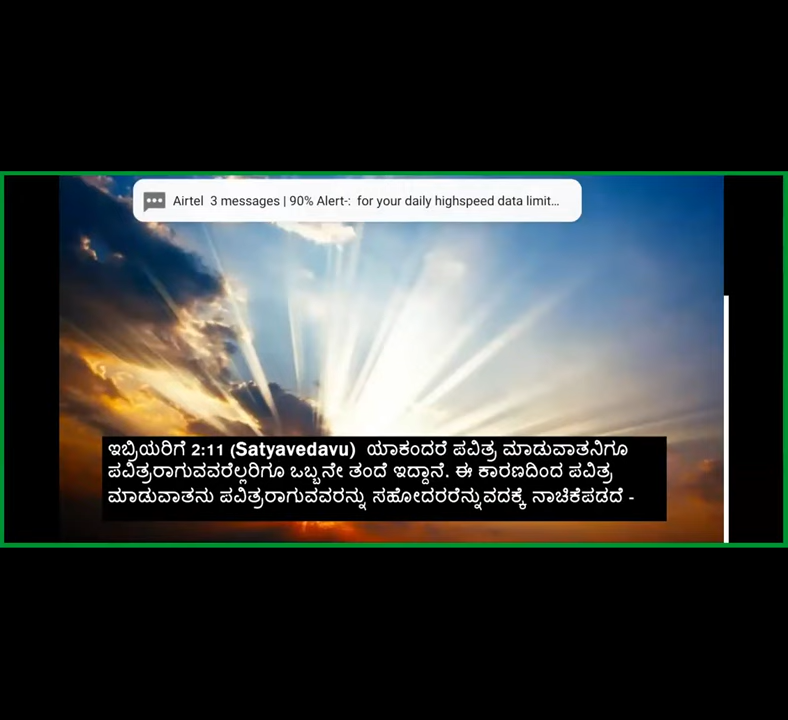 Airtel 3 messages | 90% Alert-: for your daily highspeed data limit...
ಇಬ್ರಿಯರಿಗೆ 2:11 (Satyavedavu) ಯಾಕಂದರೆ ಪವಿತ್ರ ಮಾಡುವಾತನಿಗೂ
ಪವಿತ್ರರಾಗುವವರೆಲ್ಲರಿಗೂ ಒಬ್ಬನೇ ತಂದೆ ಇದ್ದಾನೆ. ಈ ಕಾರಣದಿಂದ ಪವಿತ್ರ
ಮಾಡುವಾತನು ಪವಿತ್ರರಾಗುವವರನ್ನು ಸಹೋದರರೆನ್ನುವದಕ್ಕೆ ನಾಚಿಕೆಪಡದೆ -